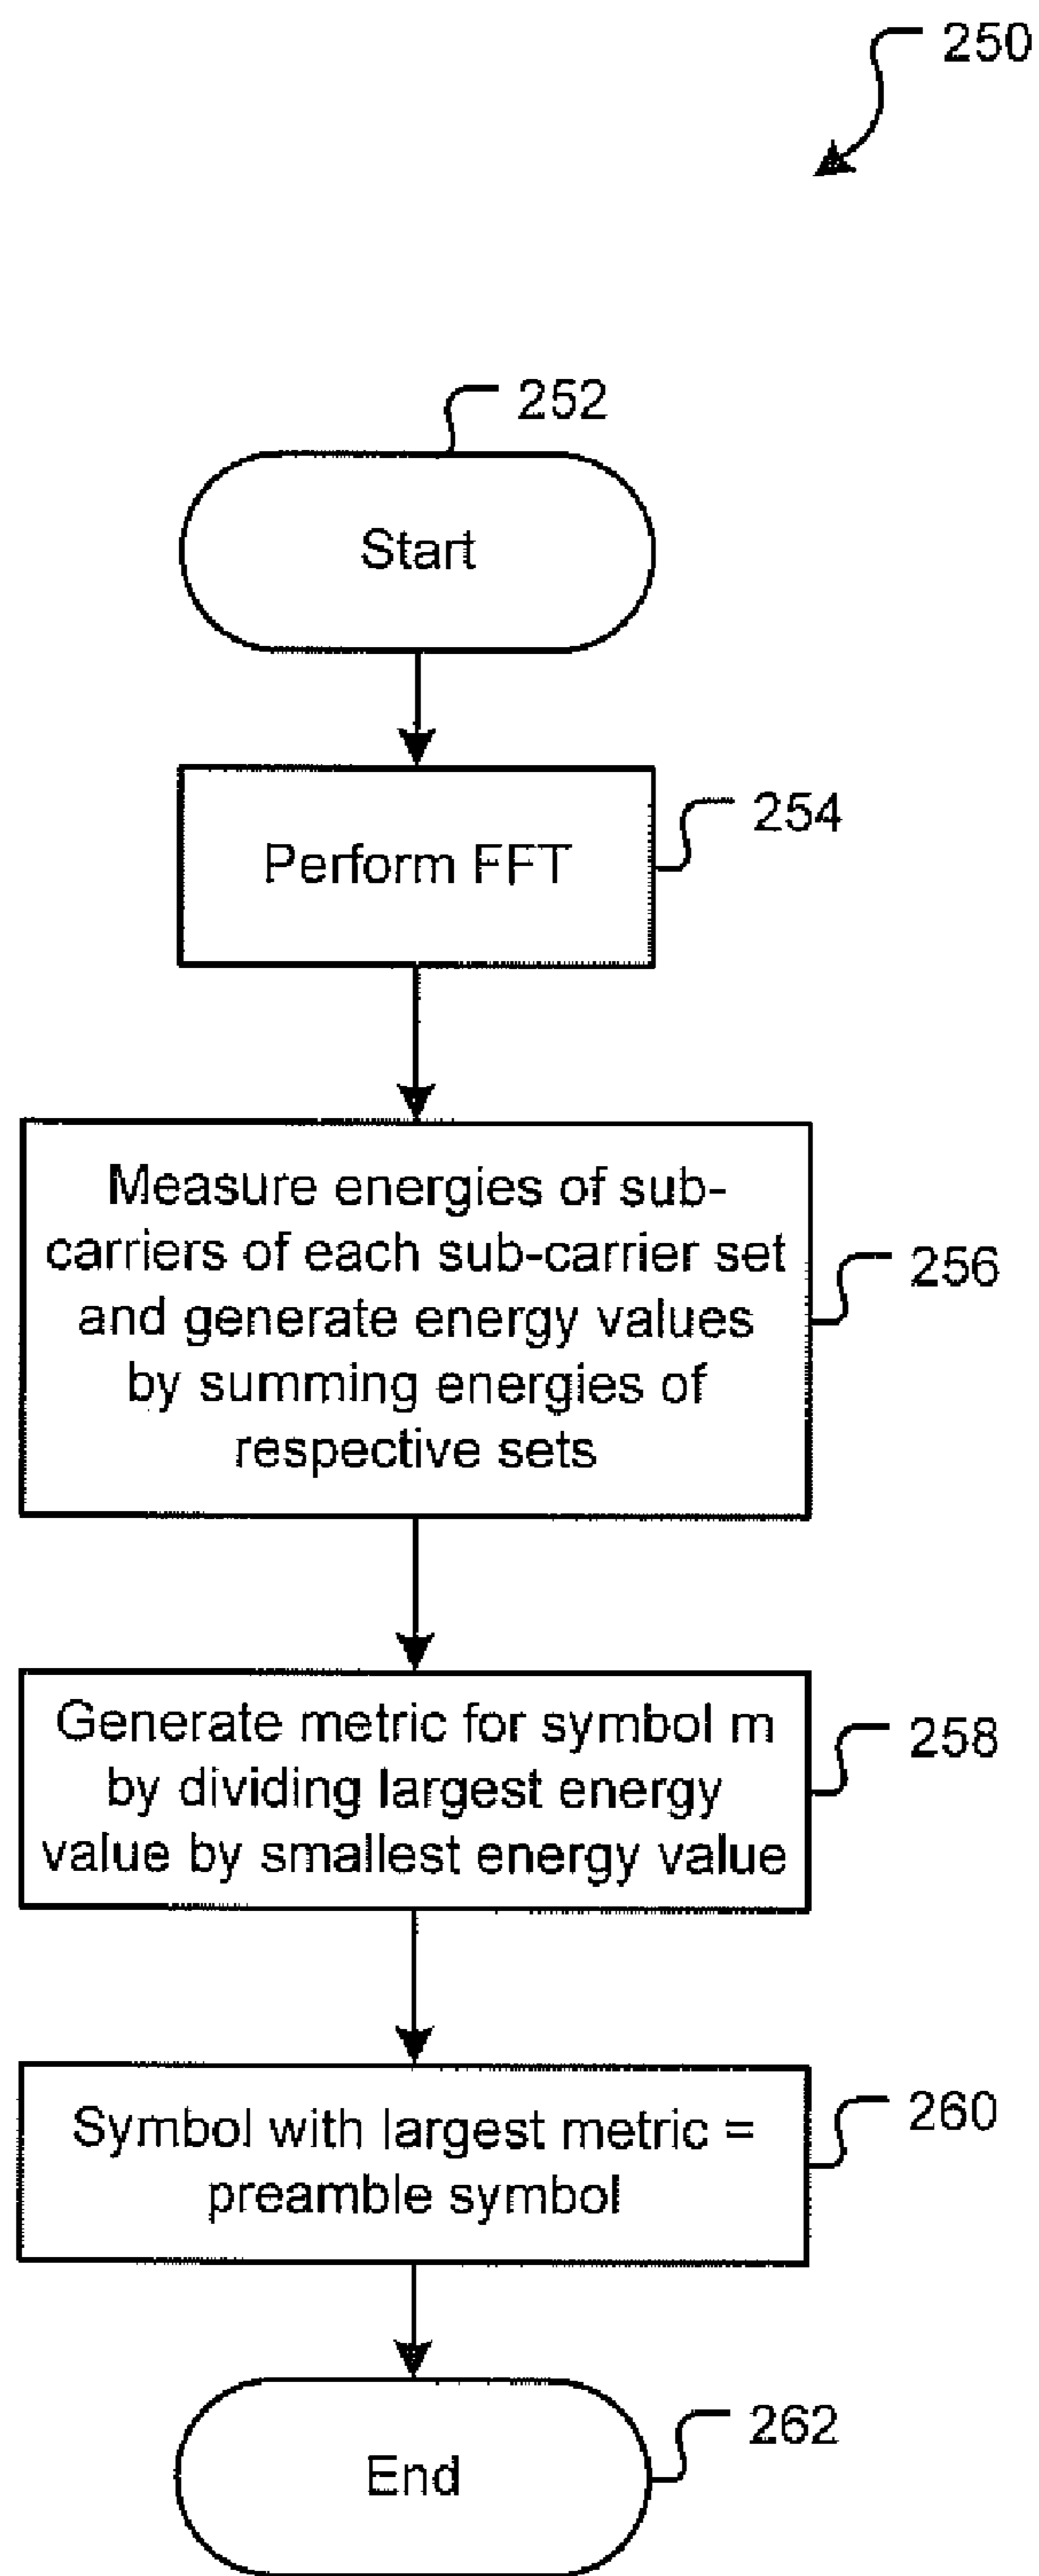 250
252
Start
254
Perform FFT
Measure energies of sub-
carriers of each sub-carrier set
and generate energy values
by summing energies of
respective sets
256
Generate metric for symbol m
by dividing largest energy
value by smallest energy value
258
Symbol with largest metric =
preamble symbol
260
262
End